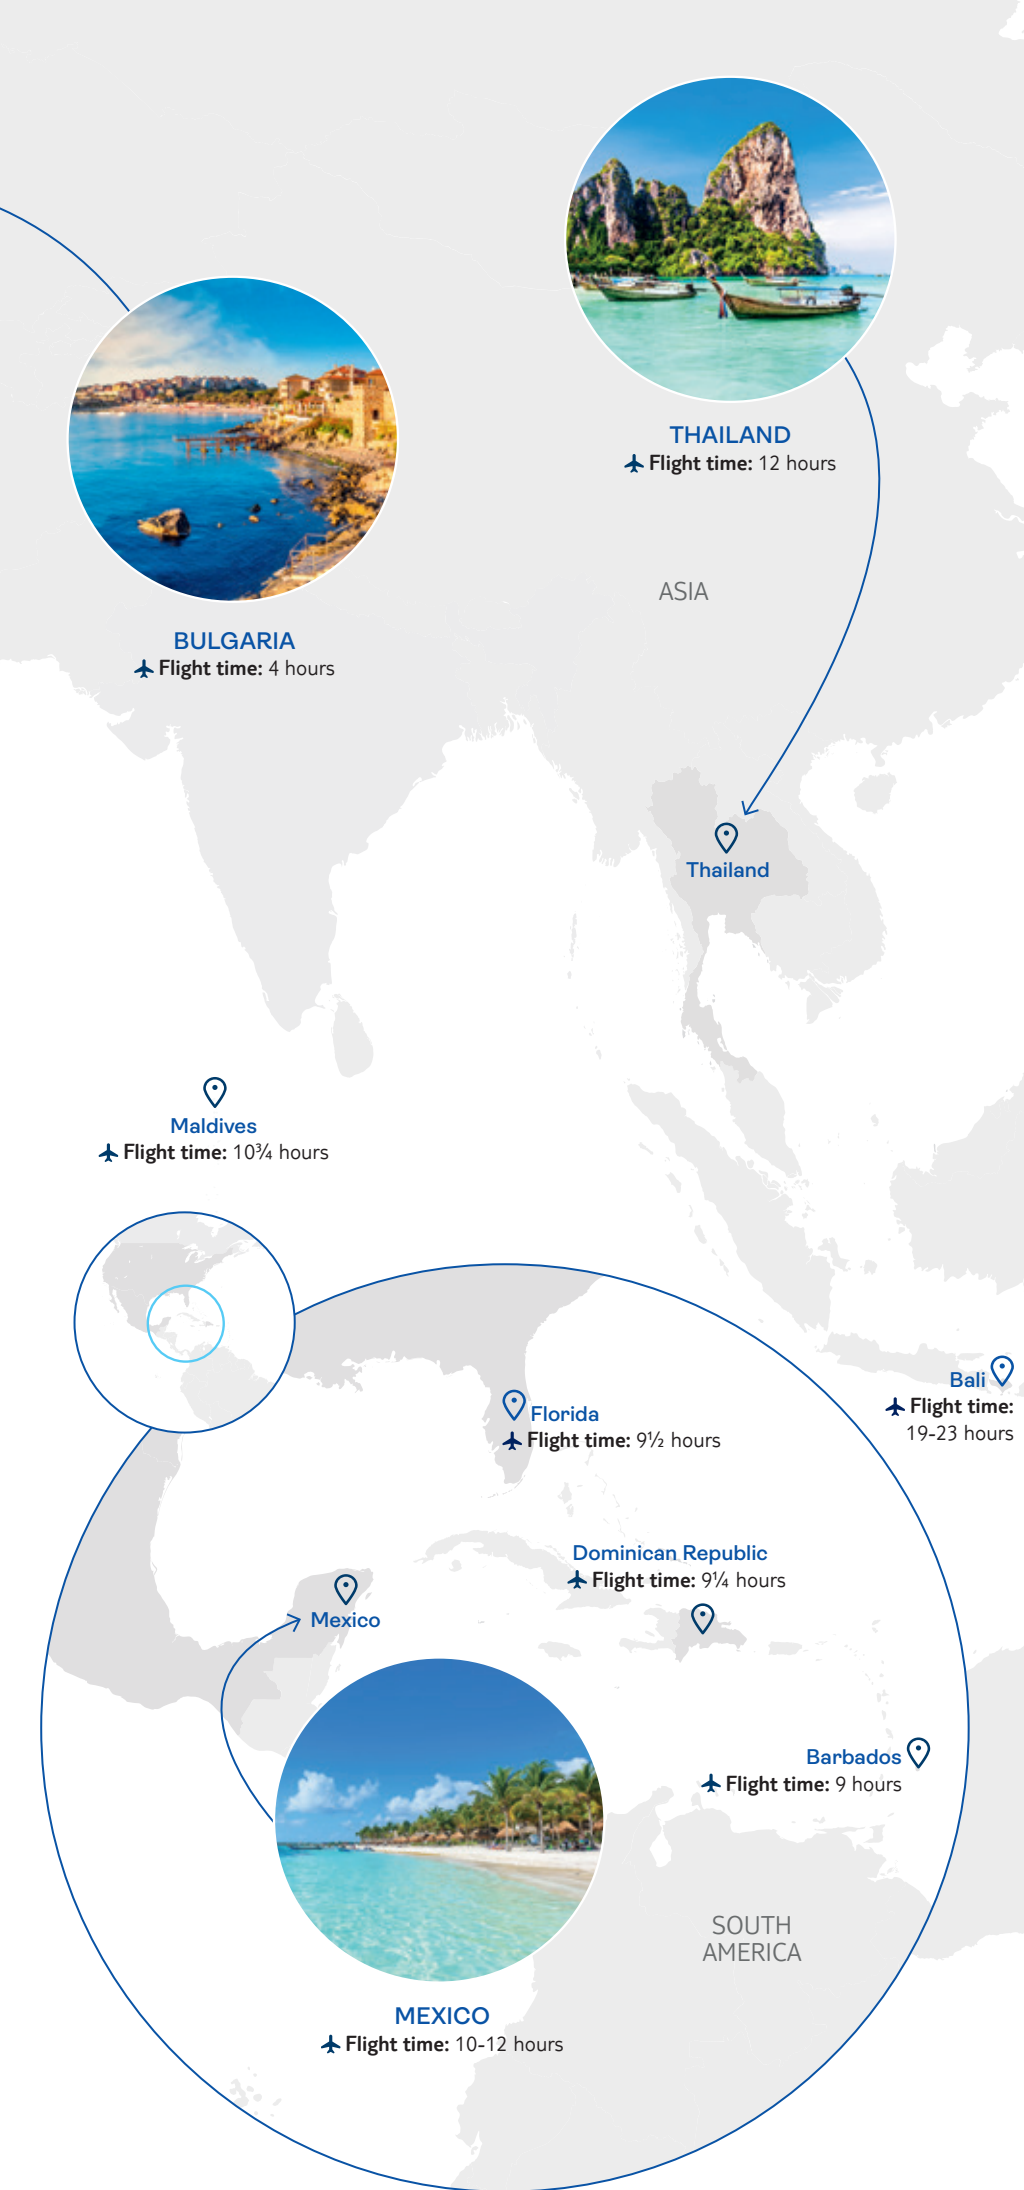 THAILAND
Flight time: 12 hours
ASIA
BULGARIA
Flight time: 4 hours
Thailand
Maldives
Flight time: 10¾ hours
Bali
Flight time:
19-23 hours
Florida
Flight time: 9½ hours
Dominican Republic
Flight time: 9¼ hours
Mexico
Barbados
Flight time: 9 hours
SOUTH
AMERICA
MEXICO
Flight time: 10-12 hours